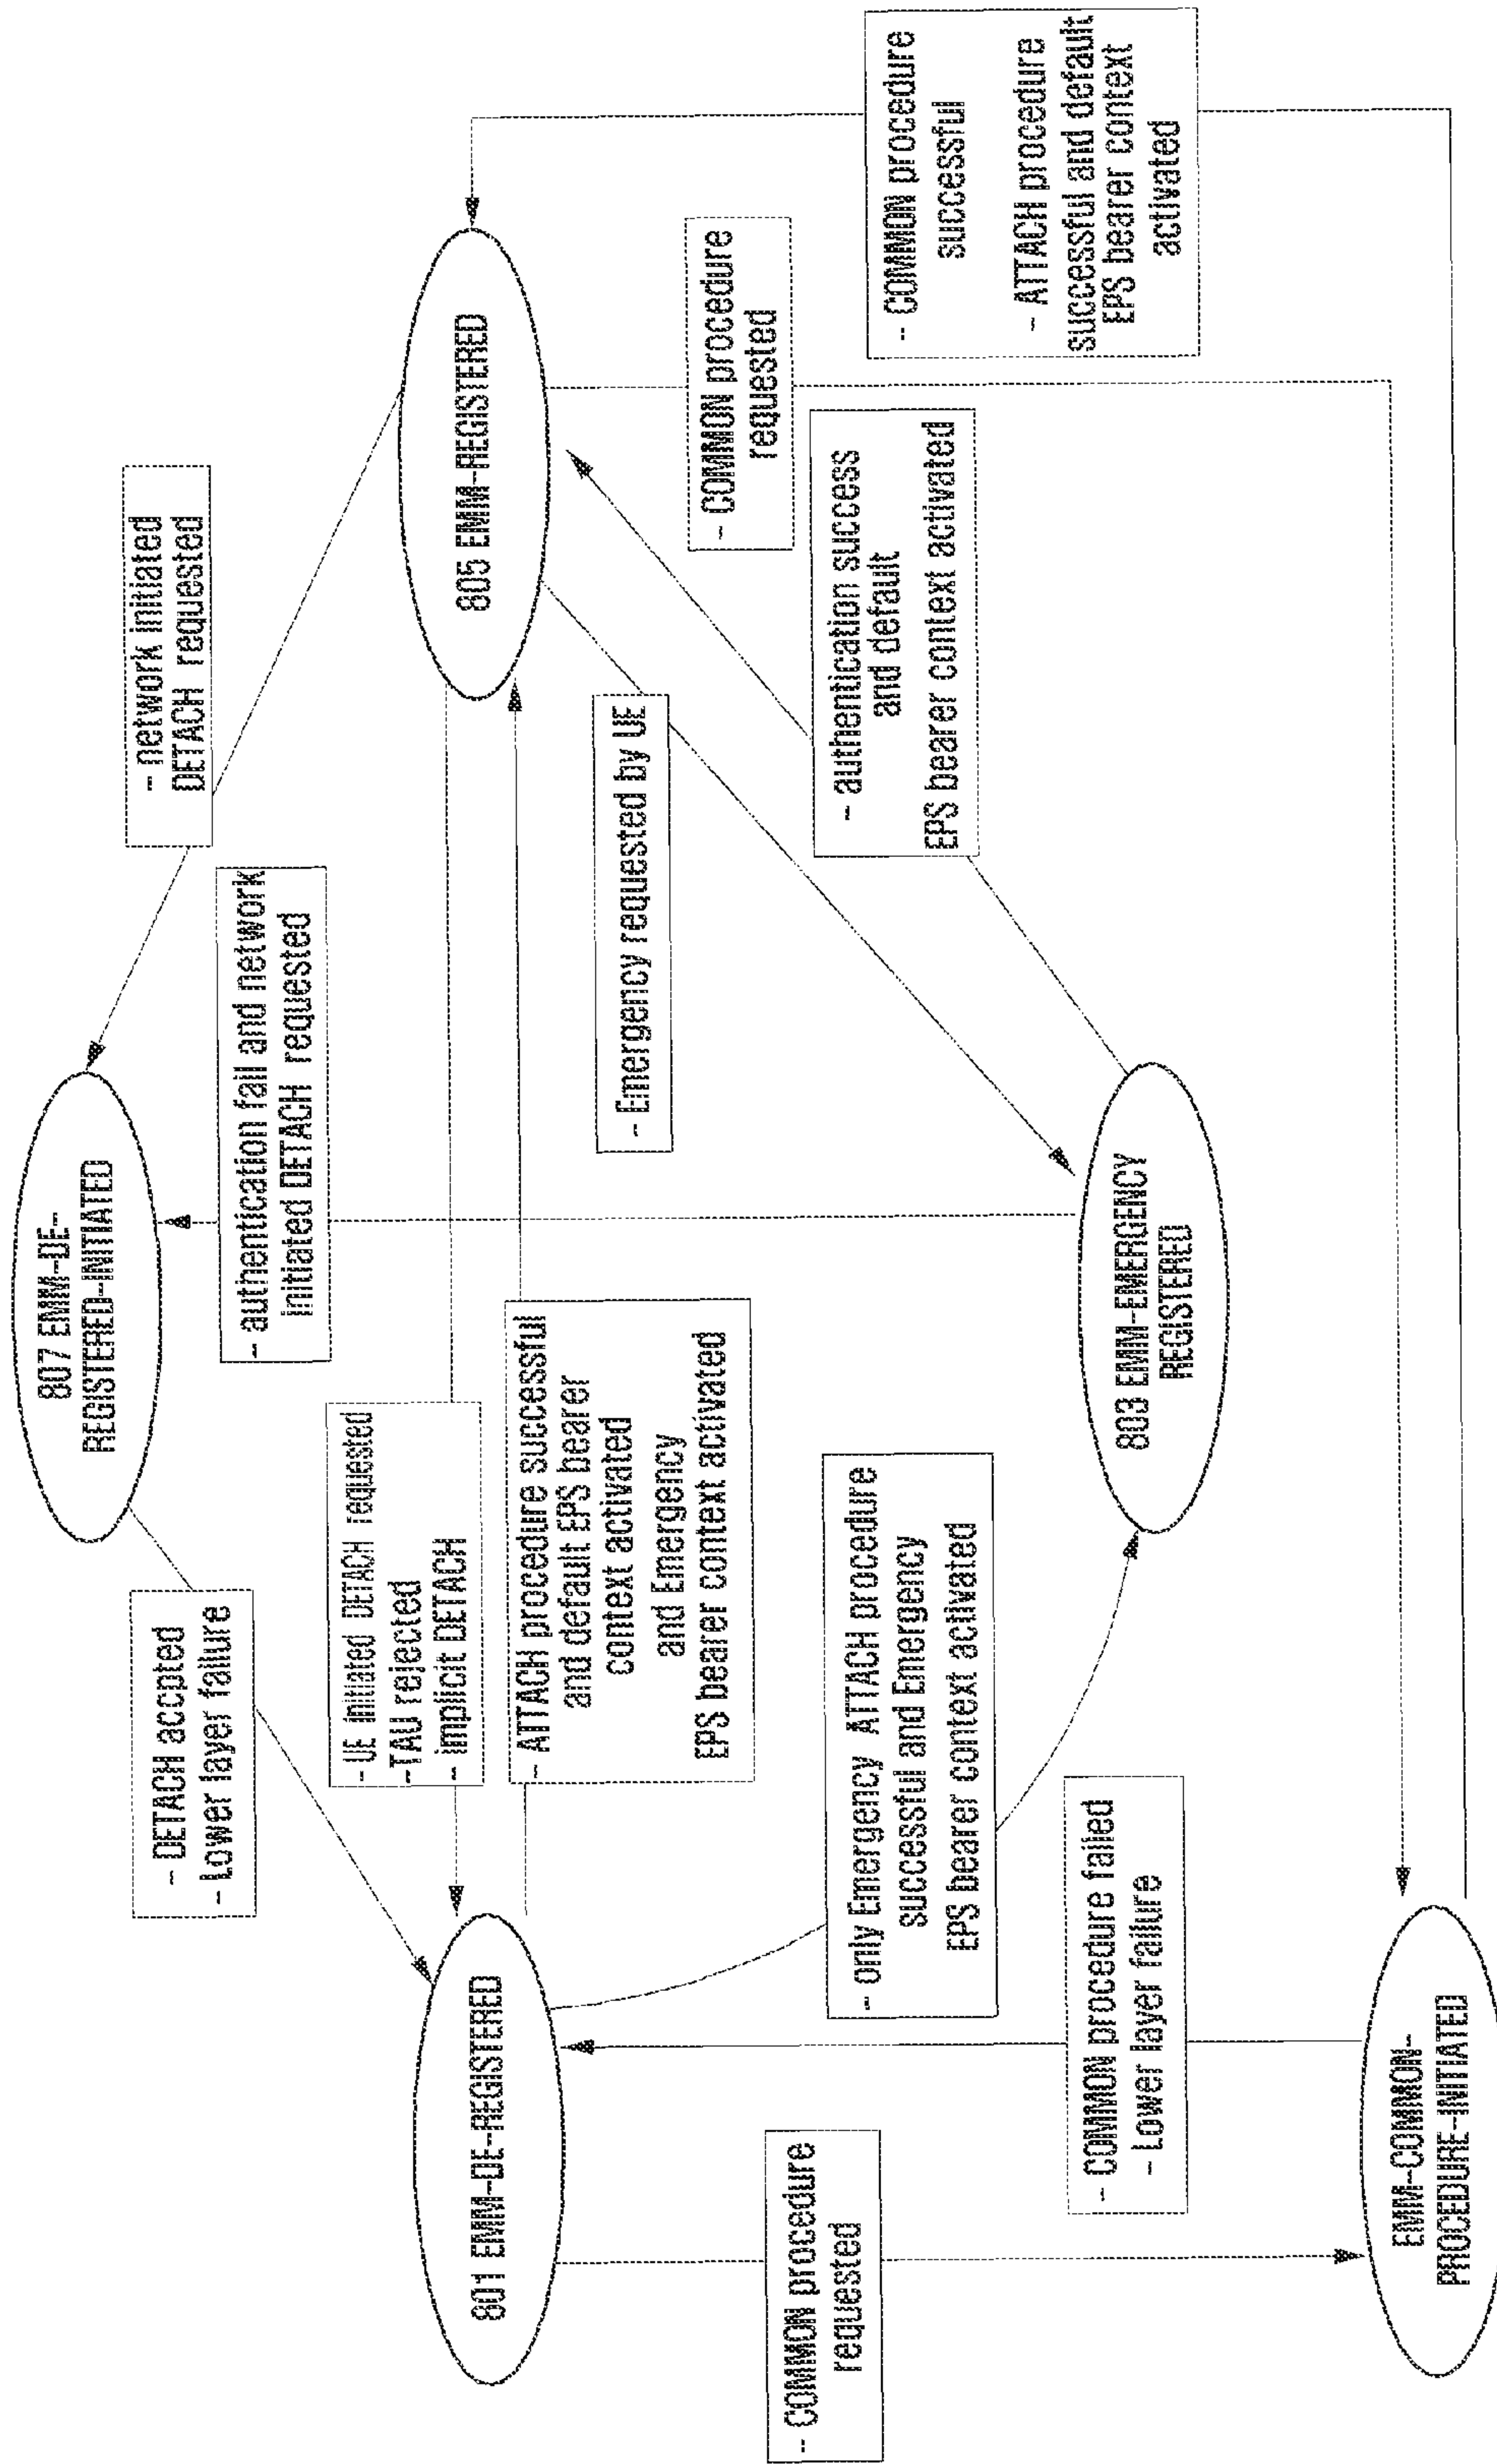 807 EMM-DE-
REGISTERED-INITIATED
- DETACH accpted
- Lower layer failure
- network initiated
DETACH requested
- authentication fall and network
initiated DETACH requested
- UE initiated DETACH requested
- TAU rejected
- implicit DETACH
801 EMM-DE-REGISTERED
805 EMM-REGISTERED
- ATTACH procedure successful
and default EPS bearer
context activated
and Emergency
EPS bearer context activated
- Emergency requested by UE
- COMMON procedure
requested
- only Emergency ATTACH procedure
successful and Emergency
EPS bearer context activated
- authentication success
and default
EPS bearer context activated
- COMMON procedure
requested
- COMMON procedure
successful
- ATTACH procedure
successful and default
EPS bearer context
activated
803 EMM-EMERGENCY
REGISTERED
- COMMON procedure failed
- Lower layer failure
EMM-COMMON-
PROCEDURE-INITIATED